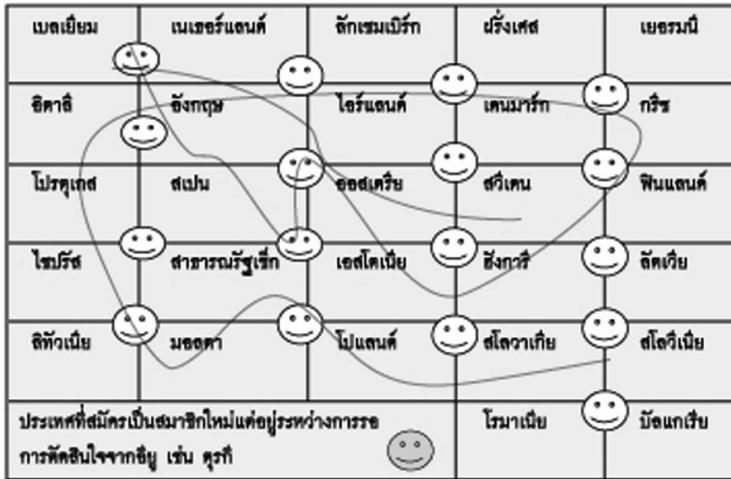 เบลเยียม เนเธอร์แลนด์ ลักเซมเบิร์ก ฝรั่งเศส เยอรมนี
อิตาลี อังกฤษ ไอร์แลนด์ เดนมาร์ก กรีซ
โปรตุเกส สเปน ออสเตรีย สวีเดน ฟินแลนด์
ไซปรัส สาธารณรัฐเช็ก เอสโตเนีย ฮังการี ลัตเวีย
ลิทัวเนีย มอลตา โปแลนด์ สโลวาเกีย สโลวีเนีย
ประเทศที่สมัครเป็นสมาชิกใหม่แต่อยู่ระหว่างการรอ โรมาเนีย บัลแกเรีย
การตัดสินใจจากอียู เช่น ตุรกี